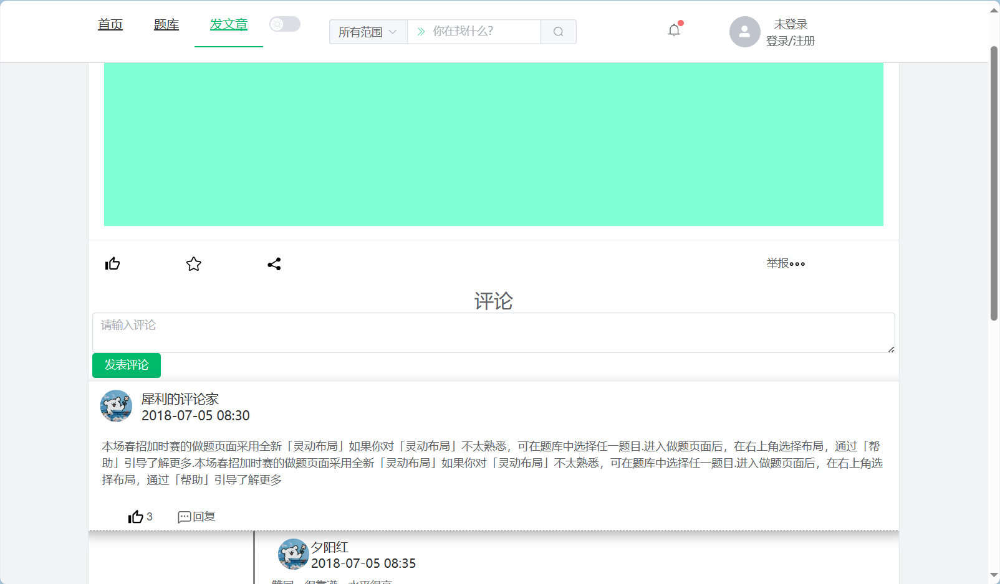 首页 题库 发文章 所有范围 你在找什么? 未登录
登录/注册
举报
评论
请输入评论
发表评论
犀利的评论家
2018-07-05 08:30
本场春招加时赛的做题页面采用全新「灵动布局」如果你对「灵动布局」不太熟悉，可在题库中选择任一题目.进入做题页面后，在右上角选择布局，通过「帮
助」引导了解更多.本场春招加时赛的做题页面采用全新「灵动布局」如果你对「灵动布局」不太熟悉，可在题库中选择任一题目.进入做题页面后，在右上角选
择布局，通过「帮助」引导了解更多
3 回复
夕阳红
2018-07-05 08:35